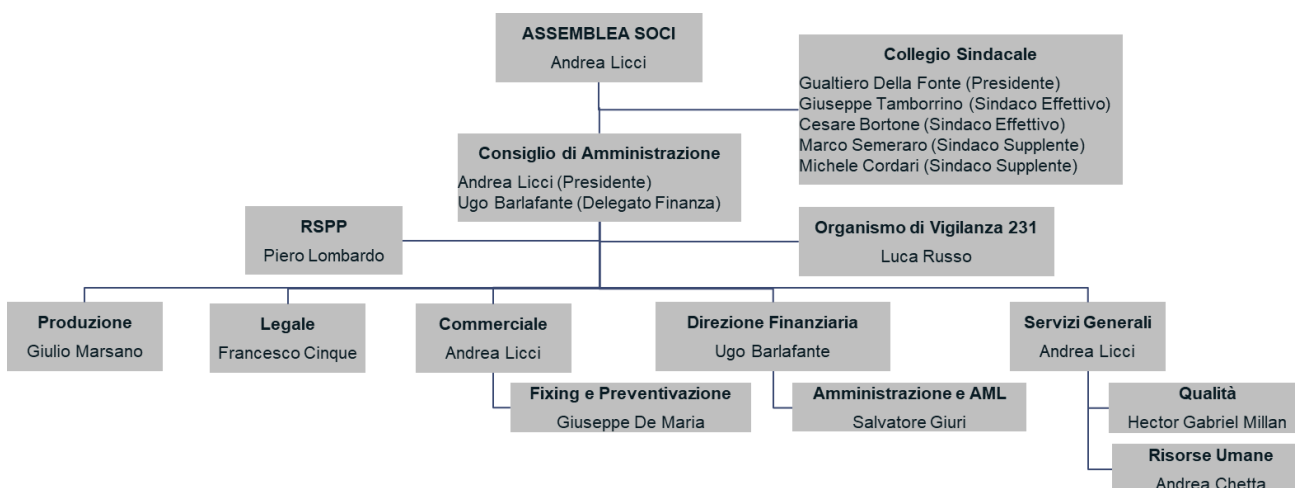 ASSEMBLEA SOCI
Andrea Licci
Collegio Sindacale
Gualtiero Della Fonte (Presidente)
Giuseppe Tamborrino (Sindaco Effettivo)
Cesare Bortone (Sindaco Effettivo)
Marco Semeraro (Sindaco Supplente)
Michele Cordari (Sindaco Supplente)
Consiglio di Amministrazione
Andrea Licci (Presidente)
Ugo Barlafante (Delegato Finanza)
RSPP
Piero Lombardo
Organismo di Vigilanza 231
Luca Russo
Produzione
Giulio Marsano
Legale
Francesco Cinque
Commerciale
Andrea Licci
Direzione Finanziaria
Ugo Barlafante
Servizi Generali
Andrea Licci
Fixing e Preventivazione
Giuseppe De Maria
Amministrazione e AML
Salvatore Giuri
Qualità
Hector Gabriel Millan
Risorse Umane
Andrea Chetta